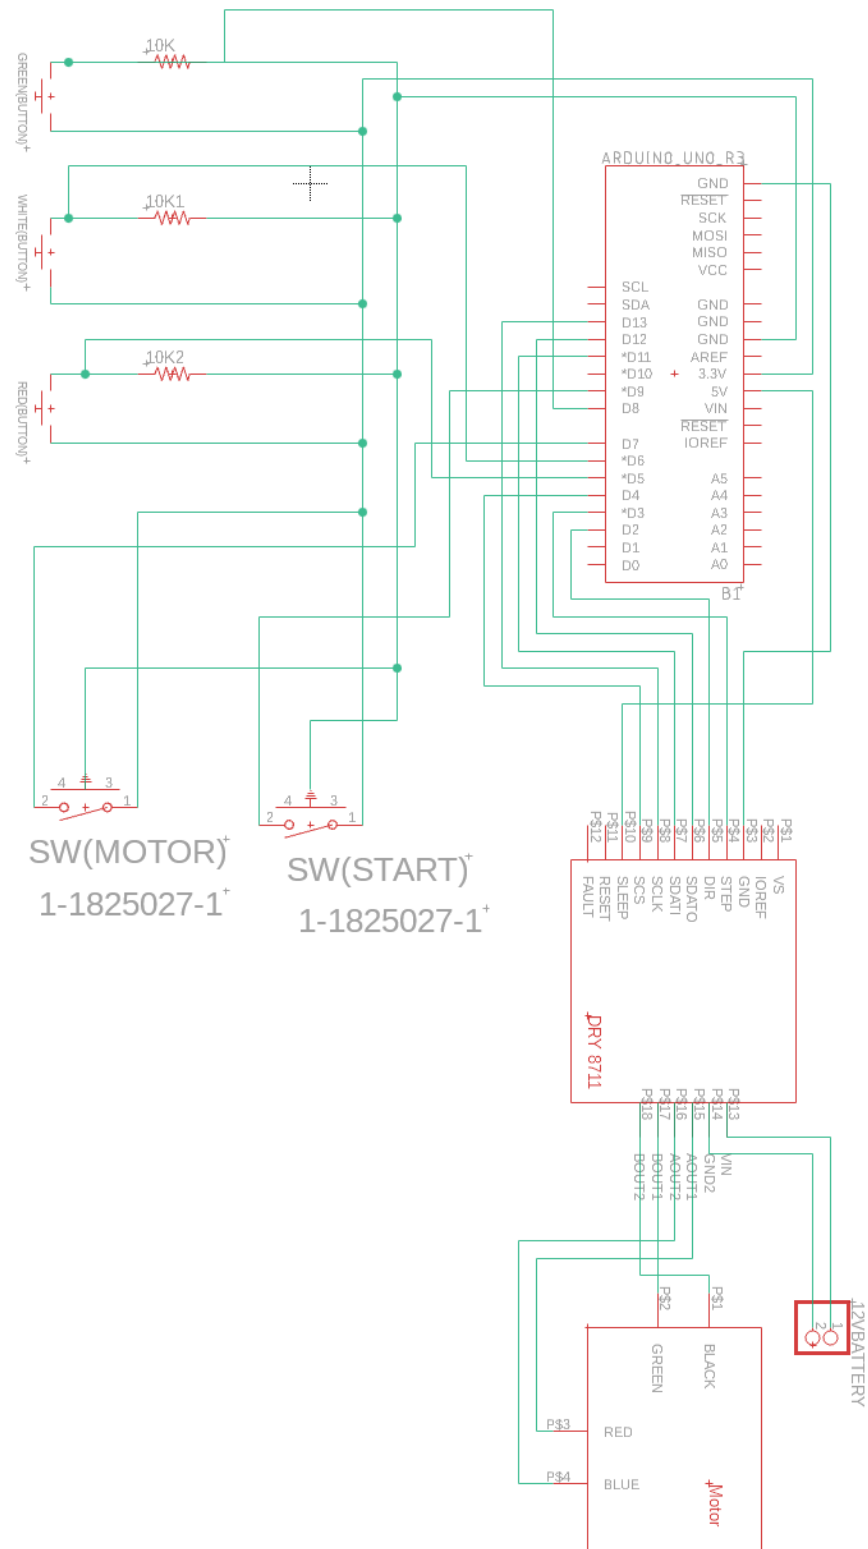 10K
GREEN(BUTTON)
10K1
WHITE(BUTTON)
10K2
RED(BUTTON)
ARDUINO_UNO_R3
GND
RESET
SCK
MOSI
MISO
VCC
SCL
SDA GND
D13 GND
D12 GND
*D11 AREF
*D10 3.3V
*D9 5V
D8 VIN
RESET
D7 IOREF
*D6
*D5 A5
D4 A4
*D3 A3
D2 A2
D1 A1
D0 A0
B1
4 3
2 1
SW(MOTOR)
1-1825027-1
4 3
2 1
SW(START)
1-1825027-1
P$12 P$11 P$10 P$9 P$8 P$7 P$6 P$5 P$4 P$3 P$2 P$1
FAULT RESET SLEEP SCS SCLK SDATI SDATO DIR STEP GND IOREF VS
DRY 8711
P$18 P$17 P$16 P$15 P$14 P$13
BOUT2 BOUT1 AOUT2 AOUT1 GND2 VIN
2 1
12VBATTERY
P$2 P$1
GREEN BLACK
P$3 RED
P$4 BLUE
Motor